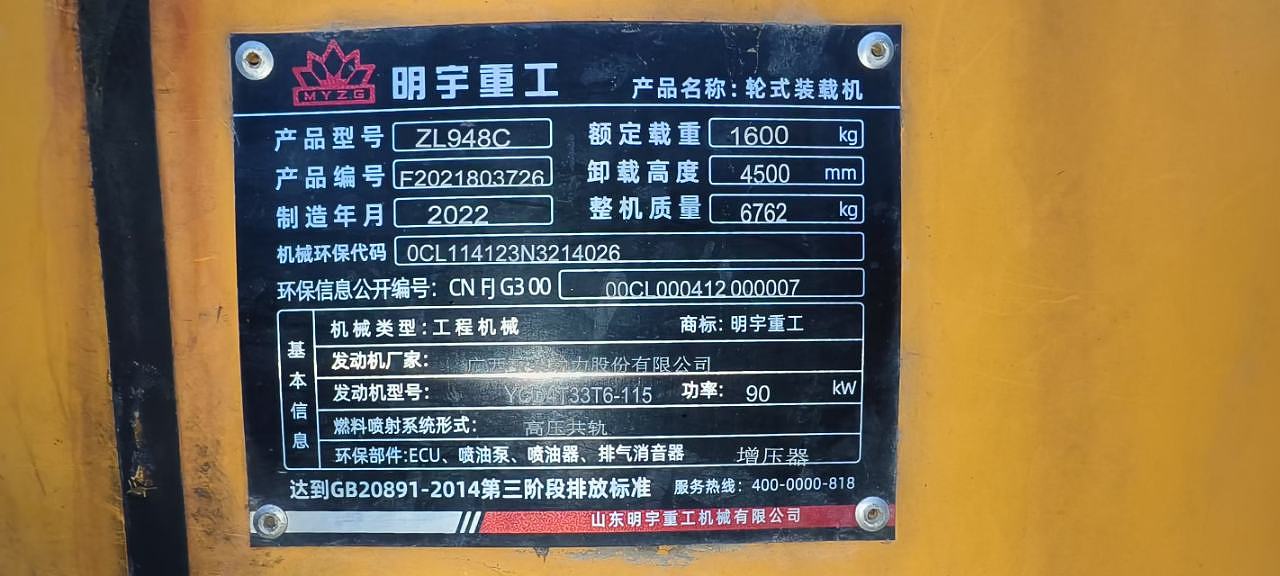 MYZG 明宇重工 产品名称：轮式装载机
产品型号 ZL948C 额定载重 1600 kg
产品编号 F2021803726 卸载高度 4500 mm
制造年月 2022 整机质量 6762 kg
机械环保代码 0CL114123N3214026
环保信息公开编号：CN FJ G3 00 00CL000412 000007
基本信息
机械类型：工程机械 商标：明宇重工
发动机厂家： 广西 力股份有限公司
发动机型号： 33T6-115 功率： 90 kW
燃料喷射系统形式： 高压共轨
环保部件:ECU、喷油泵、喷油器、排气消音器 增压器
达到GB20891-2014第三阶段排放标准 服务热线：400-0000-818
山东明宇重工机械有限公司